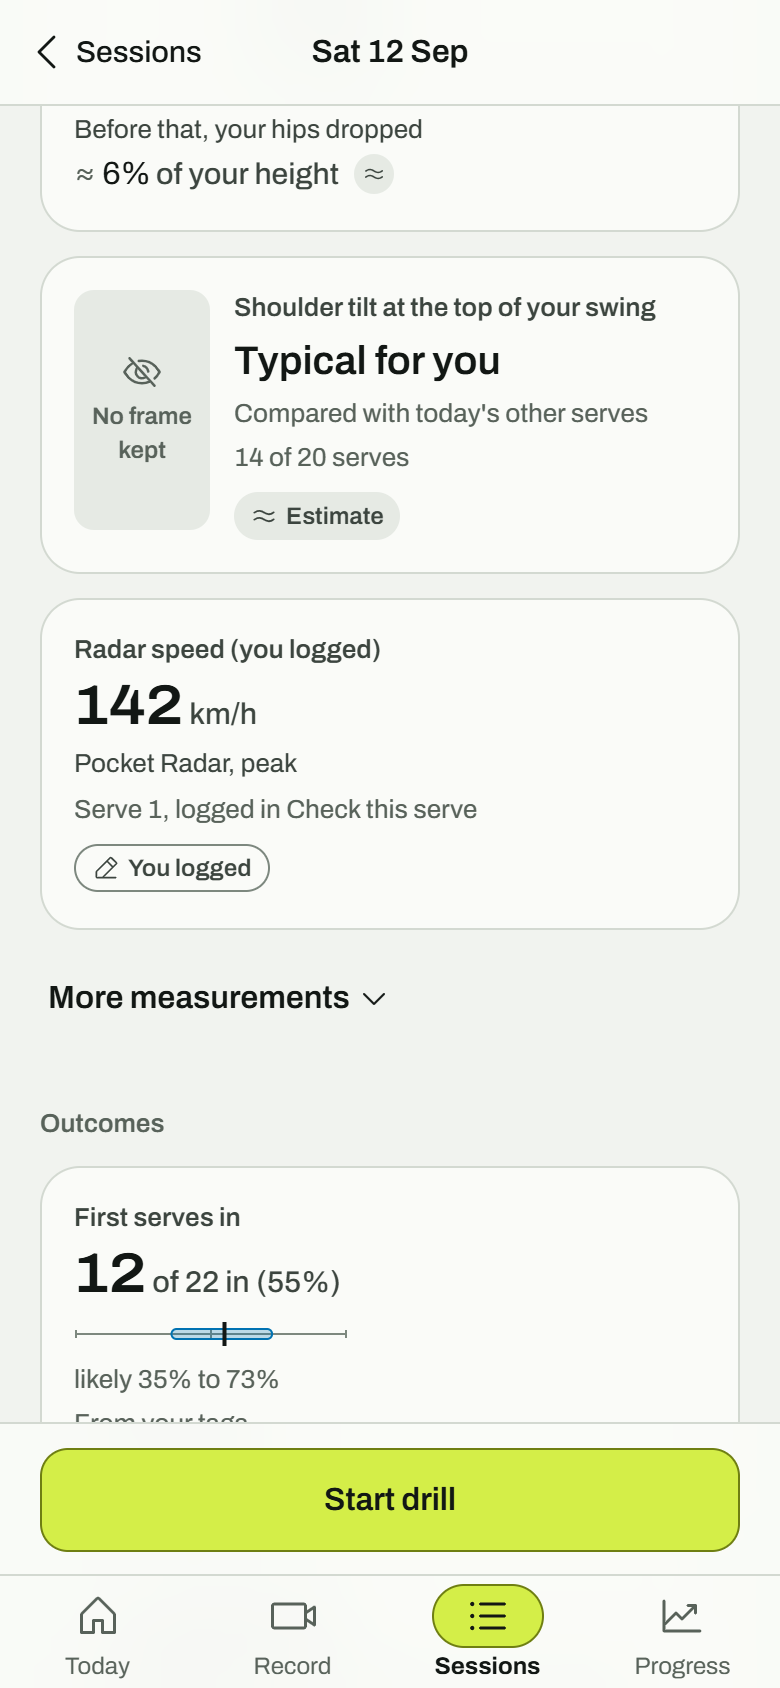 Sessions
Sat 12 Sep
Before that, your hips dropped
≈ 6% of your height ≈
No frame
kept
Shoulder tilt at the top of your swing
Typical for you
Compared with today's other serves
14 of 20 serves
≈ Estimate
Radar speed (you logged)
142 km/h
Pocket Radar, peak
Serve 1, logged in Check this serve
You logged
More measurements
Outcomes
First serves in
12 of 22 in (55%)
likely 35% to 73%
From your tags
Start drill
Today
Record
Sessions
Progress